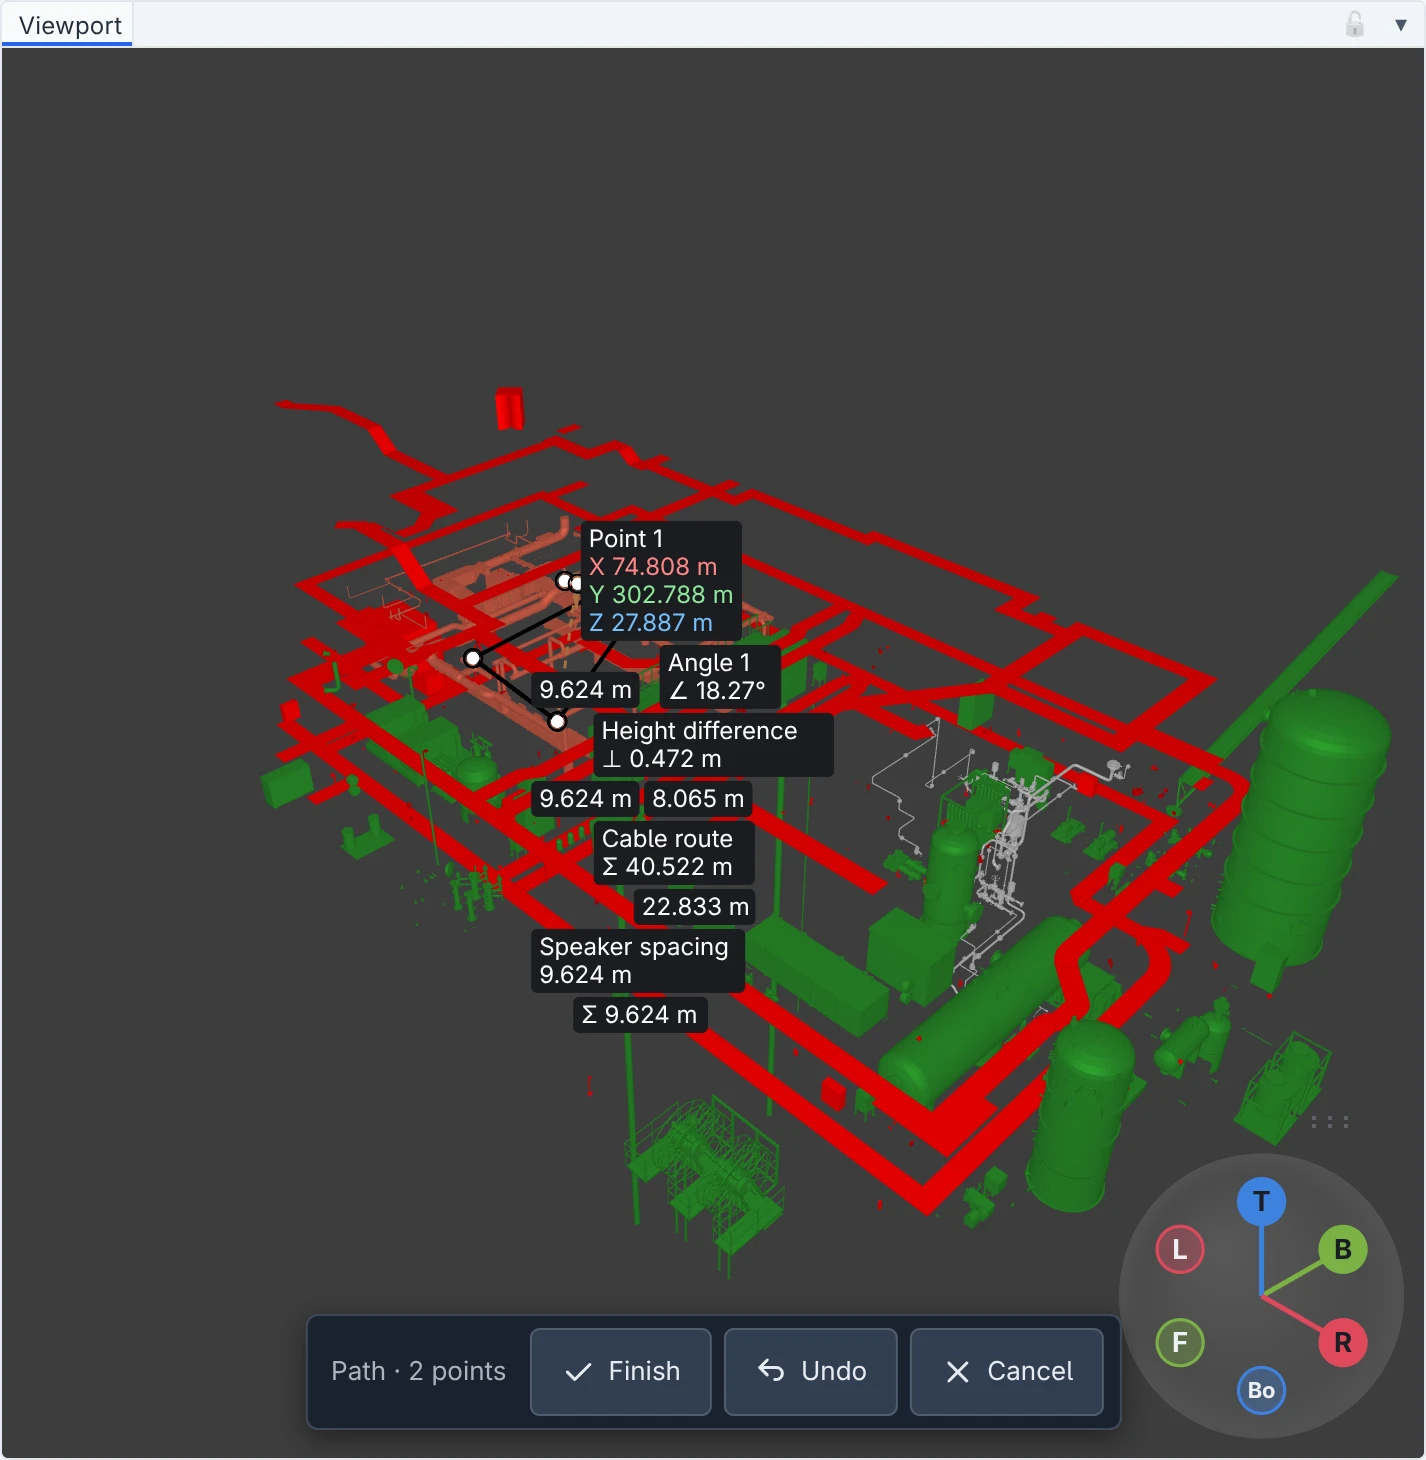 Viewport
Point 1
X 74.808 m
Y 302.788 m
Z 27.887 m
Angle 1
∠ 18.27°
9.624 m
Height difference
⊥ 0.472 m
9.624 m
8.065 m
Cable route
Σ 40.522 m
22.833 m
Speaker spacing
9.624 m
Σ 9.624 m
T
L
B
F
R
Bo
Path · 2 points
Finish
Undo
Cancel